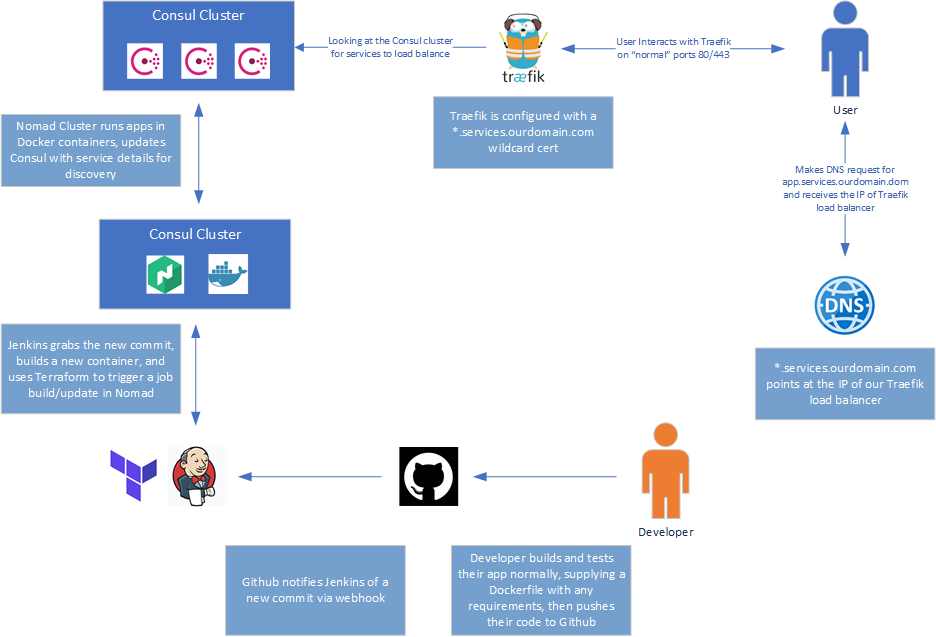 Consul Cluster
Looking at the Consul cluster
for services to load balance
træfik
User Interacts with Traefik
on “normal” ports 80/443
User
Nomad Cluster runs apps in
Docker containers, updates
Consul with service details for
discovery
Traefik is configured with a
*.services.ourdomain.com
wildcard cert
Makes DNS request for
app.services.ourdomain.dom
and receives the IP of Traefik
load balancer
Consul Cluster
DNS
Jenkins grabs the new commit,
builds a new container, and
uses Terraform to trigger a job
build/update in Nomad
*.services.ourdomain.com
points at the IP of our Traefik
load balancer
Developer
Github notifies Jenkins of a
new commit via webhook
Developer builds and tests
their app normally, supplying a
Dockerfile with any
requirements, then pushes
their code to Github